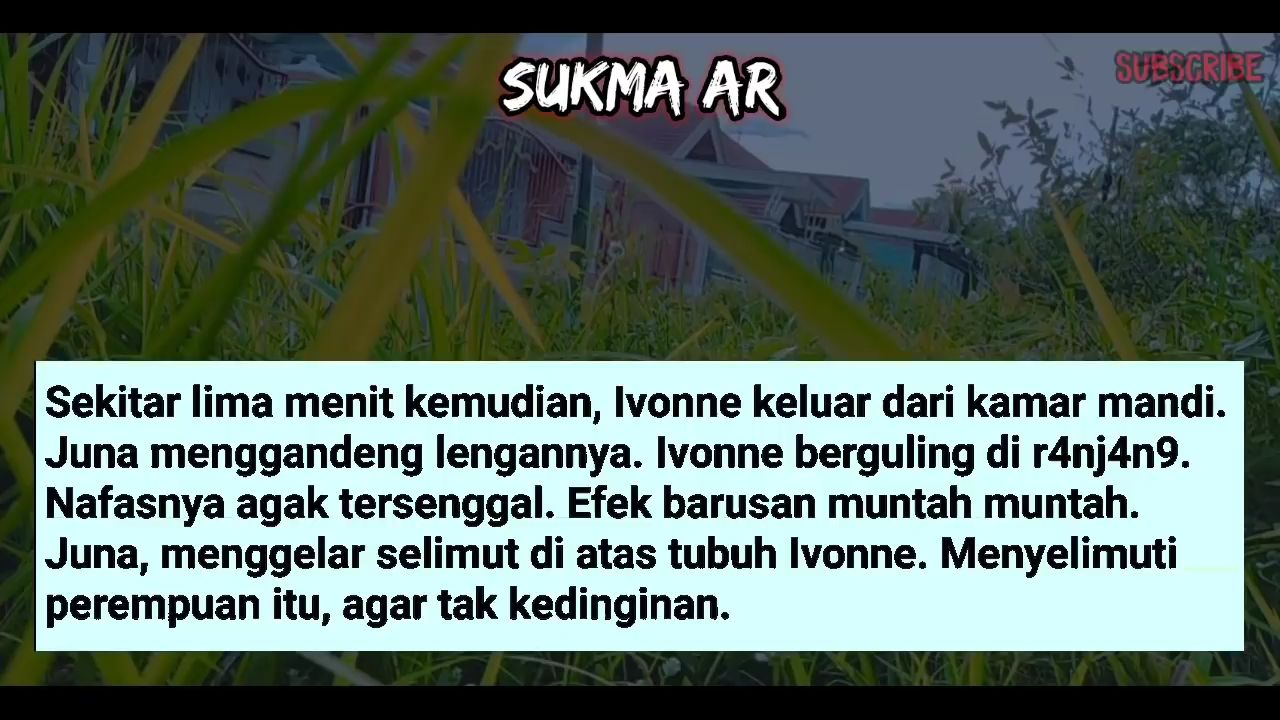 SUKMA AR
SUBSCRIBE
Sekitar lima menit kemudian, Ivonne keluar dari kamar mandi.
Juna menggandeng lengannya. Ivonne berguling di r4nj4n9.
Nafasnya agak tersenggal. Efek barusan muntah muntah.
Juna, menggelar selimut di atas tubuh Ivonne. Menyelimuti
perempuan itu, agar tak kedinginan.